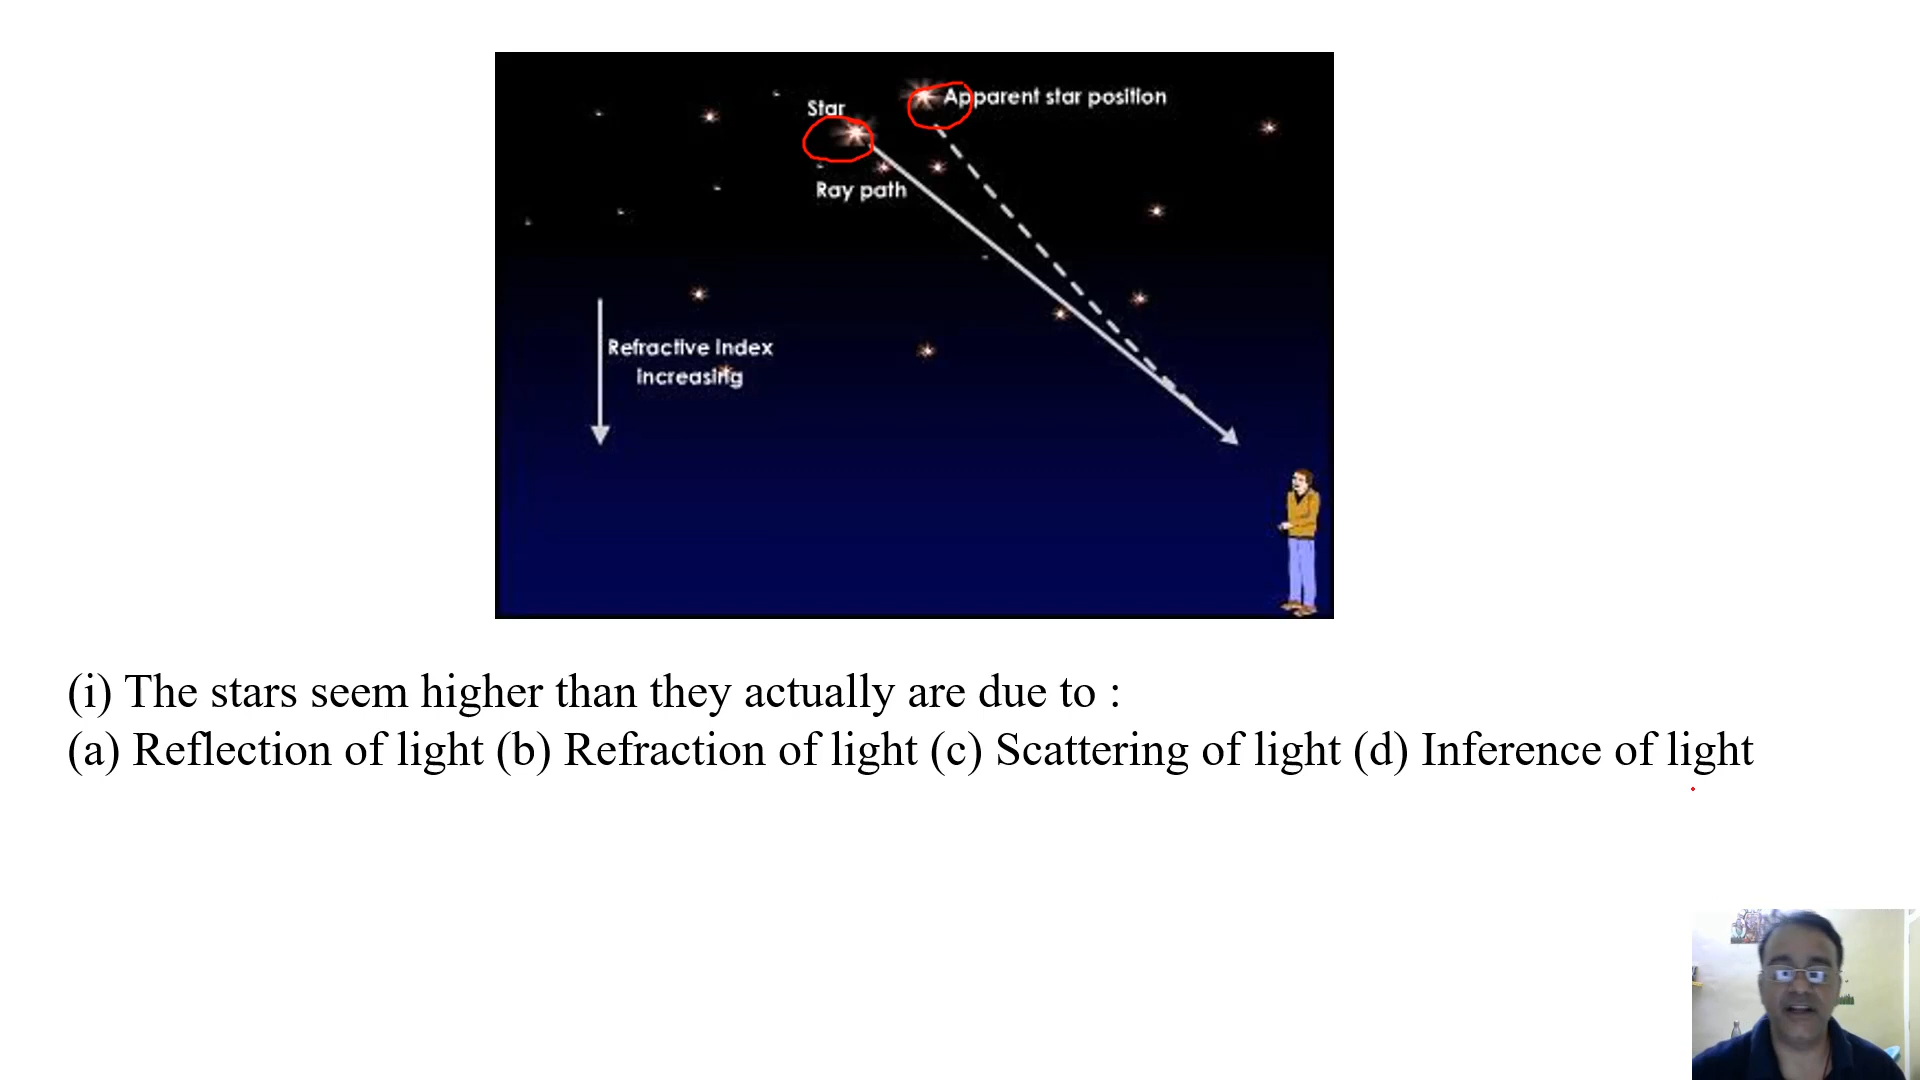 Star
Apparent star position
Ray path
Refractive Index
increasing
(i) The stars seem higher than they actually are due to :
(a) Reflection of light (b) Refraction of light (c) Scattering of light (d) Inference of light